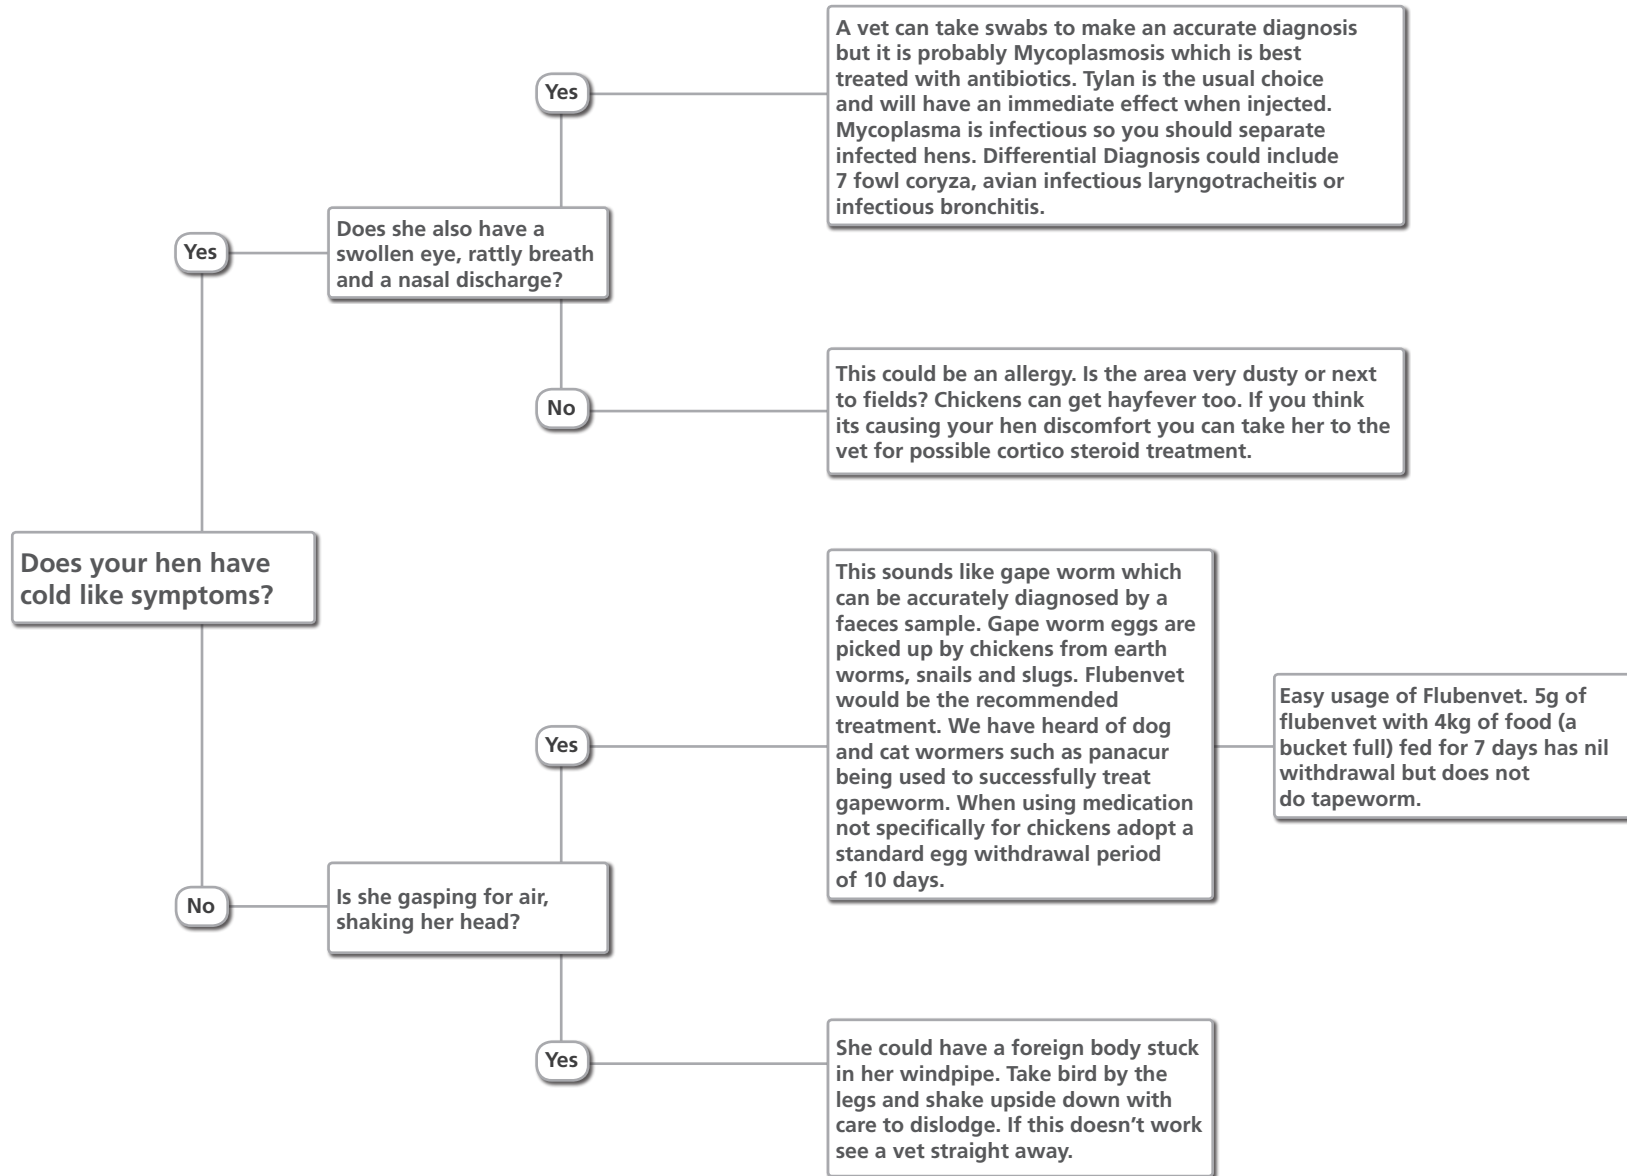 Does your hen have
cold like symptoms?
Yes
Does she also have a
swollen eye, rattly breath
and a nasal discharge?
Yes
A vet can take swabs to make an accurate diagnosis
but it is probably Mycoplasmosis which is best
treated with antibiotics. Tylan is the usual choice
and will have an immediate effect when injected.
Mycoplasma is infectious so you should separate
infected hens. Differential Diagnosis could include
7 fowl coryza, avian infectious laryngotracheitis or
infectious bronchitis.
No
This could be an allergy. Is the area very dusty or next
to fields? Chickens can get hayfever too. If you think
its causing your hen discomfort you can take her to the
vet for possible cortico steroid treatment.
No
Is she gasping for air,
shaking her head?
Yes
This sounds like gape worm which
can be accurately diagnosed by a
faeces sample. Gape worm eggs are
picked up by chickens from earth
worms, snails and slugs. Flubenvet
would be the recommended
treatment. We have heard of dog
and cat wormers such as panacur
being used to successfully treat
gapeworm. When using medication
not specifically for chickens adopt a
standard egg withdrawal period
of 10 days.
Easy usage of Flubenvet. 5g of
flubenvet with 4kg of food (a
bucket full) fed for 7 days has nil
withdrawal but does not
do tapeworm.
Yes
She could have a foreign body stuck
in her windpipe. Take bird by the
legs and shake upside down with
care to dislodge. If this doesn't work
see a vet straight away.